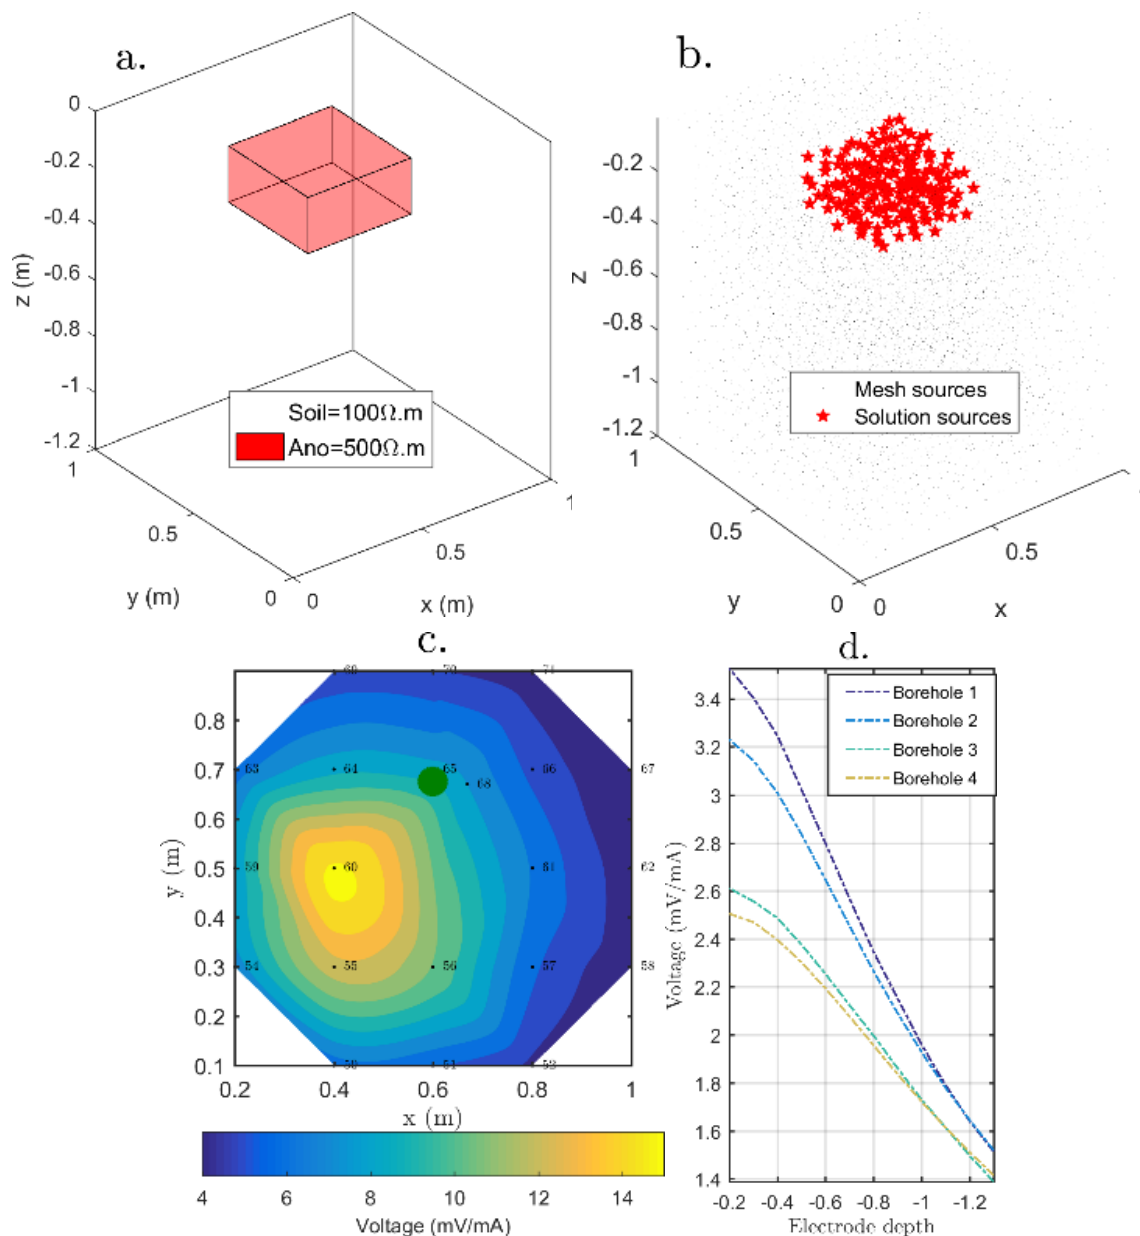 a.
0
-0.2
-0.4
-0.6
-0.8
-1
-1.2
z (m)
Soil=100Ω.m
Ano=500Ω.m
1
0.5
0
y (m)
0
0.5
1
x (m)
b.
-0.2
-0.4
-0.6
-0.8
-1
-1.2
z
Mesh sources
Solution sources
1
0.5
0
y
0
0.5
x
c.
0.8
0.7
0.6
0.5
0.4
0.3
0.2
0.1
y (m)
69 70 71
63 64 65 66 67
68
59 60 61 62
54 55 56 57 58
50 51 52
0.2 0.4 0.6 0.8 1
x (m)
4 6 8 10 12 14
Voltage (mV/mA)
d.
3.4
3.2
3
2.8
2.6
2.4
2.2
2
1.8
1.6
1.4
Voltage (mV/mA)
Borehole 1
Borehole 2
Borehole 3
Borehole 4
-0.2 -0.4 -0.6 -0.8 -1 -1.2
Electrode depth